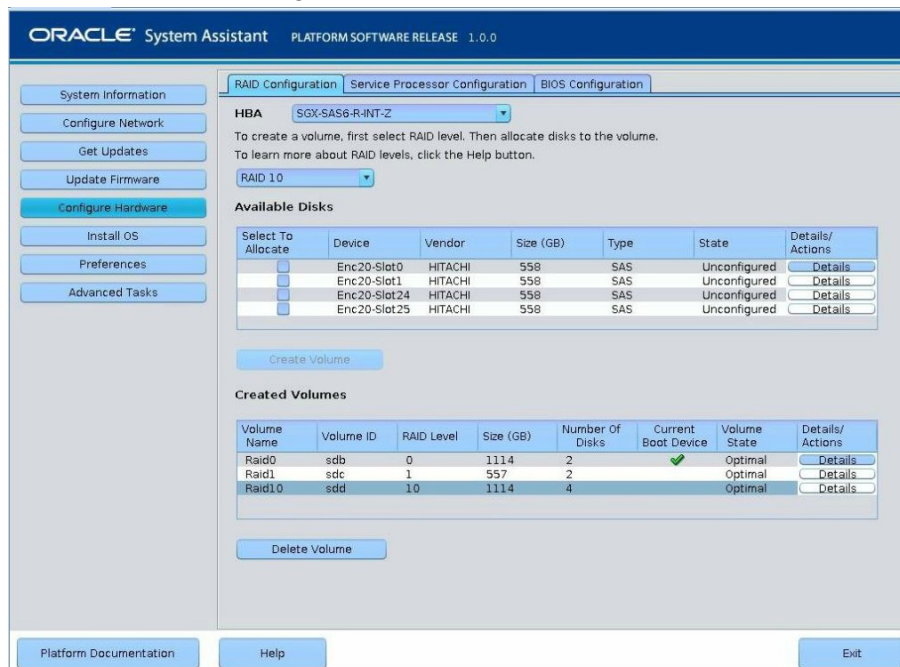 ORACLE® System Assistant PLATFORM SOFTWARE RELEASE 1.0.0
System Information
Configure Network
Get Updates
Update Firmware
Configure Hardware
Install OS
Preferences
Advanced Tasks
RAID Configuration Service Processor Configuration BIOS Configuration
HBA SGX-SAS6-R-INT-Z
To create a volume, first select RAID level. Then allocate disks to the volume.
To learn more about RAID levels, click the Help button.
RAID 10
Available Disks
Select To Allocate Device Vendor Size (GB) Type State Details/ Actions
Enc20-Slot0 HITACHI 558 SAS Unconfigured Details
Enc20-Slot1 HITACHI 558 SAS Unconfigured Details
Enc20-Slot24 HITACHI 558 SAS Unconfigured Details
Enc20-Slot25 HITACHI 558 SAS Unconfigured Details
Create Volume
Created Volumes
Volume Name Volume ID RAID Level Size (GB) Number Of Disks Current Boot Device Volume State Details/ Actions
Raid0 sdb 0 1114 2 Optimal Details
Raid1 sdc 1 557 2 Optimal Details
Raid10 sdd 10 1114 4 Optimal Details
Delete Volume
Platform Documentation Help Exit